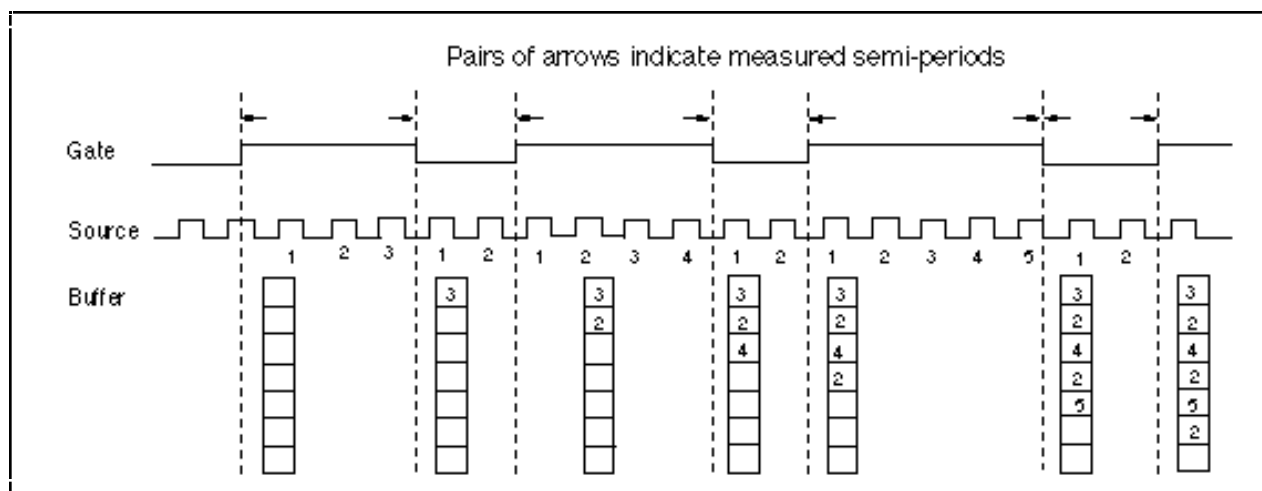 Pairs of arrows indicate measured semi-periods
Gate
Source
1 2 3 1 2 1 2 3 4 1 2 1 2 3 4 5 1 2
Buffer
3 3 3 3 3 3
2 2 2 2 2
4 4 4 4
2 2 2
5 5
2